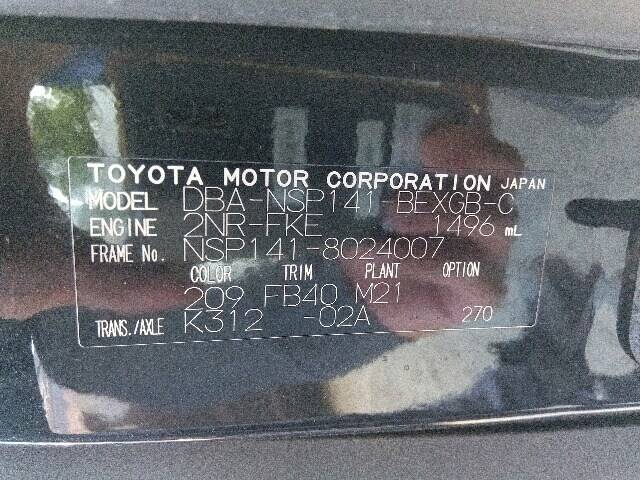 TOYOTA MOTOR CORPORATION JAPAN
MODEL DBA-NSP141-BEXGB-C
ENGINE 2NR-FKE 1496 mL
FRAME No. NSP141-8024007
COLOR TRIM PLANT OPTION
209 FB40 M21
TRANS./AXLE K312 -02A 270